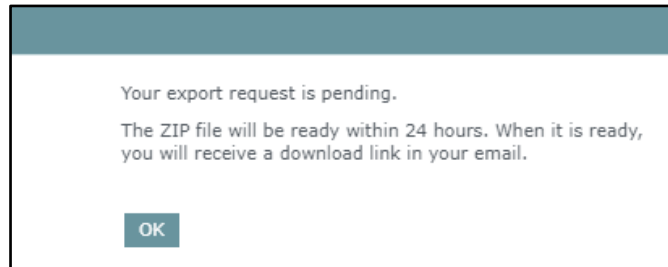 Your export request is pending.
The ZIP file will be ready within 24 hours. When it is ready,
you will receive a download link in your email.
OK